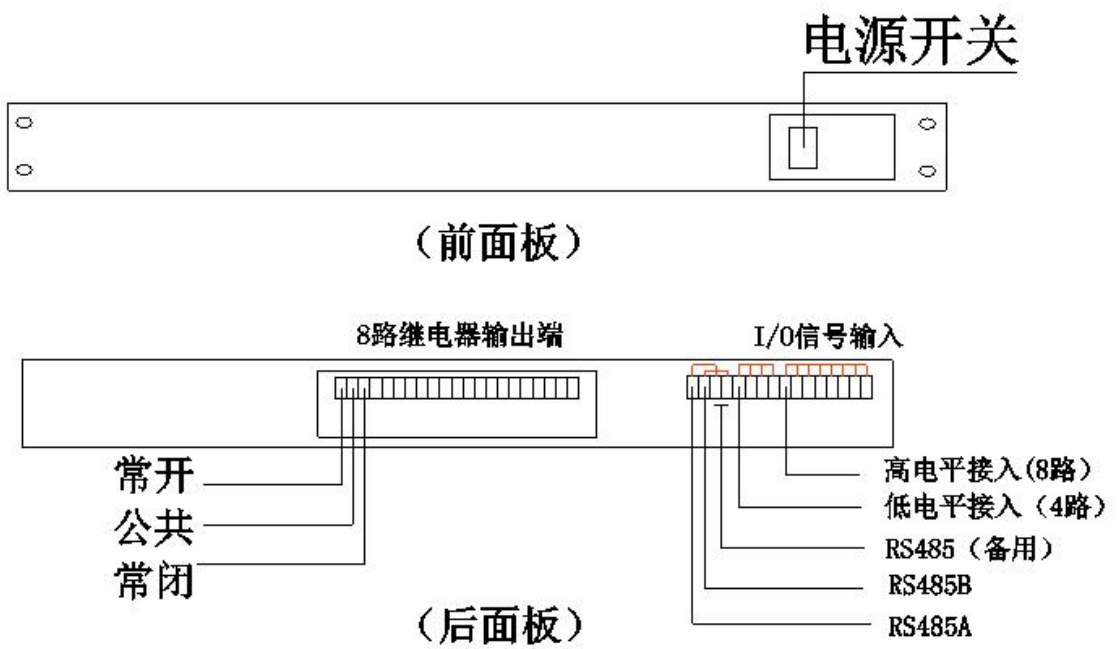 电源开关
（前面板）
8路继电器输出端
I/O信号输入
常开
公共
常闭
高电平接入(8路）
低电平接入（4路）
RS485（备用）
RS485B
RS485A
（后面板）